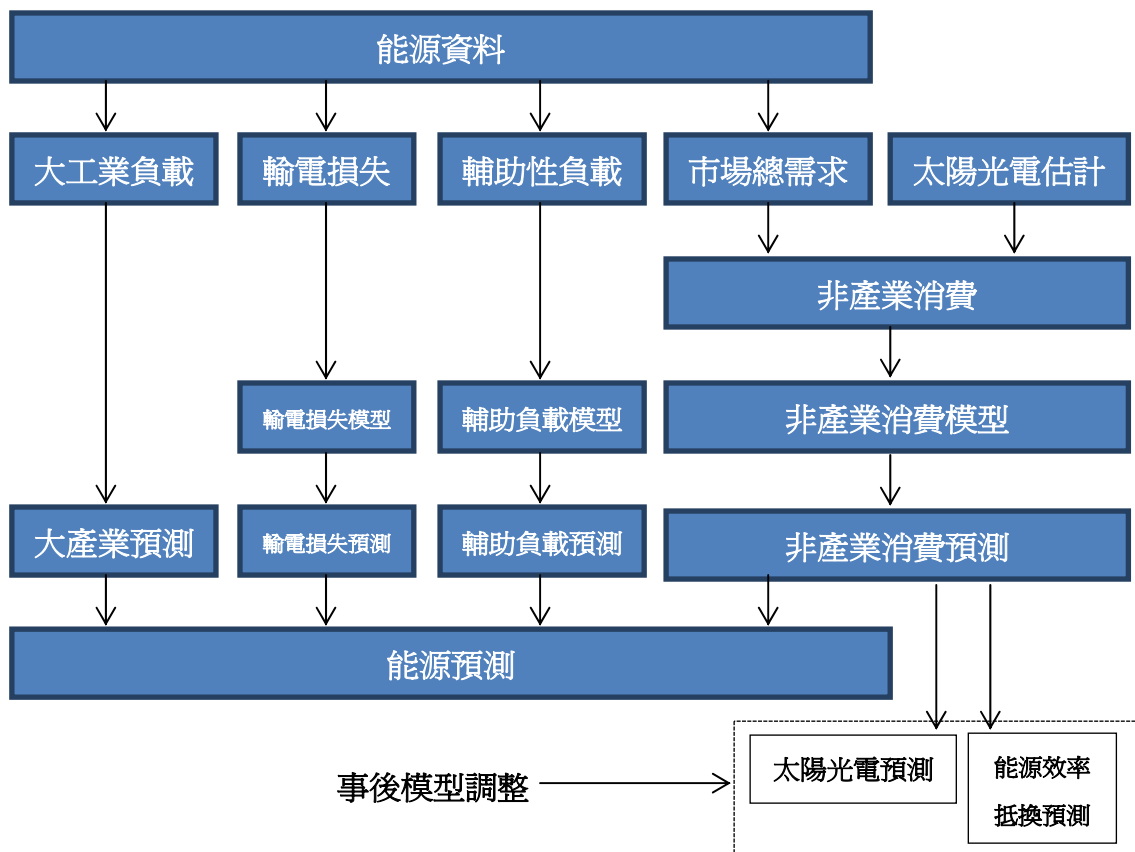 能源資料
大工業負載
輸電損失
輔助性負載
市場總需求
太陽光電估計
非產業消費
輸電損失模型
輔助負載模型
非產業消費模型
大產業預測
輸電損失預測
輔助負載預測
非產業消費預測
能源預測
事後模型調整
太陽光電預測
能源效率
抵換預測